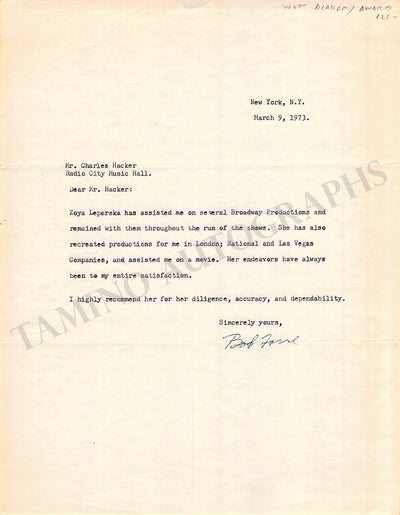 "WON" ACADEMY AWARD
125-
New York, N.Y.
March 9, 1973.
Mr. Charles Hacker
Radio City Music Hall.
Dear Mr. Hacker:
Zoya Leporska has assisted me on several Broadway Productions and
remained with them throughout the run of the shows. She has also
recreated productions for me in London; National and Las Vegas
Companies, and assisted me on a movie. Her endeavors have always
been to my entire satisfaction.
I highly recommend her for her diligence, accuracy, and dependability.
Sincerely yours,
Bob Fosse
TAMINO AUTOGRAPHS